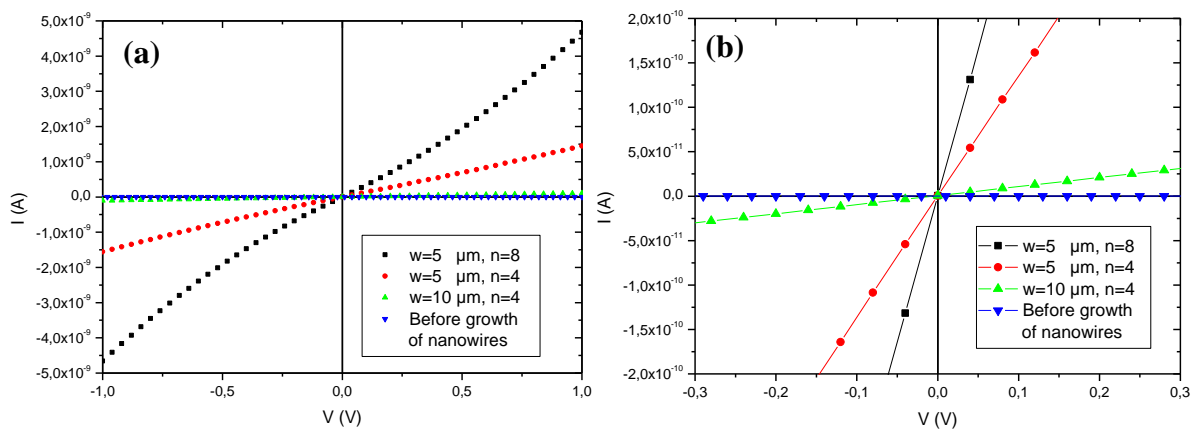 (a)
I (A)
5,0x10⁻⁹
4,0x10⁻⁹
3,0x10⁻⁹
2,0x10⁻⁹
1,0x10⁻⁹
0,0
-1,0x10⁻⁹
-2,0x10⁻⁹
-3,0x10⁻⁹
-4,0x10⁻⁹
-5,0x10⁻⁹
w=5 µm, n=8
w=5 µm, n=4
w=10 µm, n=4
Before growth
of nanowires
-1,0 -0,5 0,0 0,5 1,0
V (V)
(b)
I (A)
2,0x10⁻¹⁰
1,5x10⁻¹⁰
1,0x10⁻¹⁰
5,0x10⁻¹¹
0,0
-5,0x10⁻¹¹
-1,0x10⁻¹⁰
-1,5x10⁻¹⁰
-2,0x10⁻¹⁰
w=5 µm, n=8
w=5 µm, n=4
w=10 µm, n=4
Before growth
of nanowires
-0,3 -0,2 -0,1 0,0 0,1 0,2 0,3
V (V)